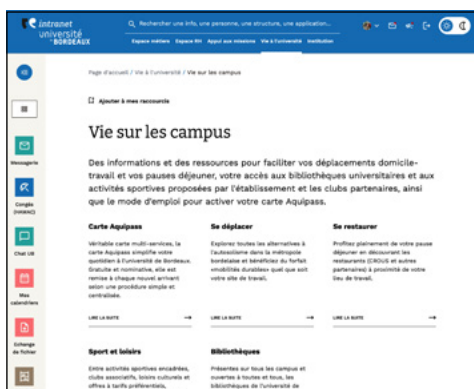 intranet
université
de BORDEAUX
Rechercher une info, une personne, une structure, une application...
Espace métiers Espace RH Appui aux missions Vie à l'université Institution
Page d'accueil / Vie à l'université / Vie sur les campus
Ajouter à mes raccourcis
Vie sur les campus
Des informations et des ressources pour faciliter vos déplacements domicile-
travail et vos pauses déjeuner, votre accès aux bibliothèques universitaires et aux
activités sportives proposées par l'établissement et les clubs partenaires, ainsi
que le mode d'emploi pour activer votre carte Aquipass.
Messagerie
Congés
(HAMAC)
Chat UB
Mes
calendriers
Echange
de fichier
Carte Aquipass
Véritable carte multi-services, la
carte Aquipass simplifie votre
quotidien à l'université de Bordeaux.
Gratuite et nominative, elle est
remise à chaque nouvel arrivant
selon une procédure simple et
centralisée.
LIRE LA SUITE
Se déplacer
Explorez toutes les alternatives à
l'autosolisme dans la métropole
bordelaise et bénéficiez du forfait
«mobilités durables» quel que soit
votre site de travail.
LIRE LA SUITE
Se restaurer
Profitez pleinement de votre pause
déjeuner en découvrant les
restaurants (CROUS et autres
partenaires) à proximité de votre
lieu de travail.
LIRE LA SUITE
Sport et loisirs
Entre activités sportives encadrées,
clubs associatifs, loisirs culturels et
offres à tarifs préférentiels,
Bibliothèques
Présentes sur tous les campus et
ouvertes à toutes et tous, les
bibliothèques de l'université de